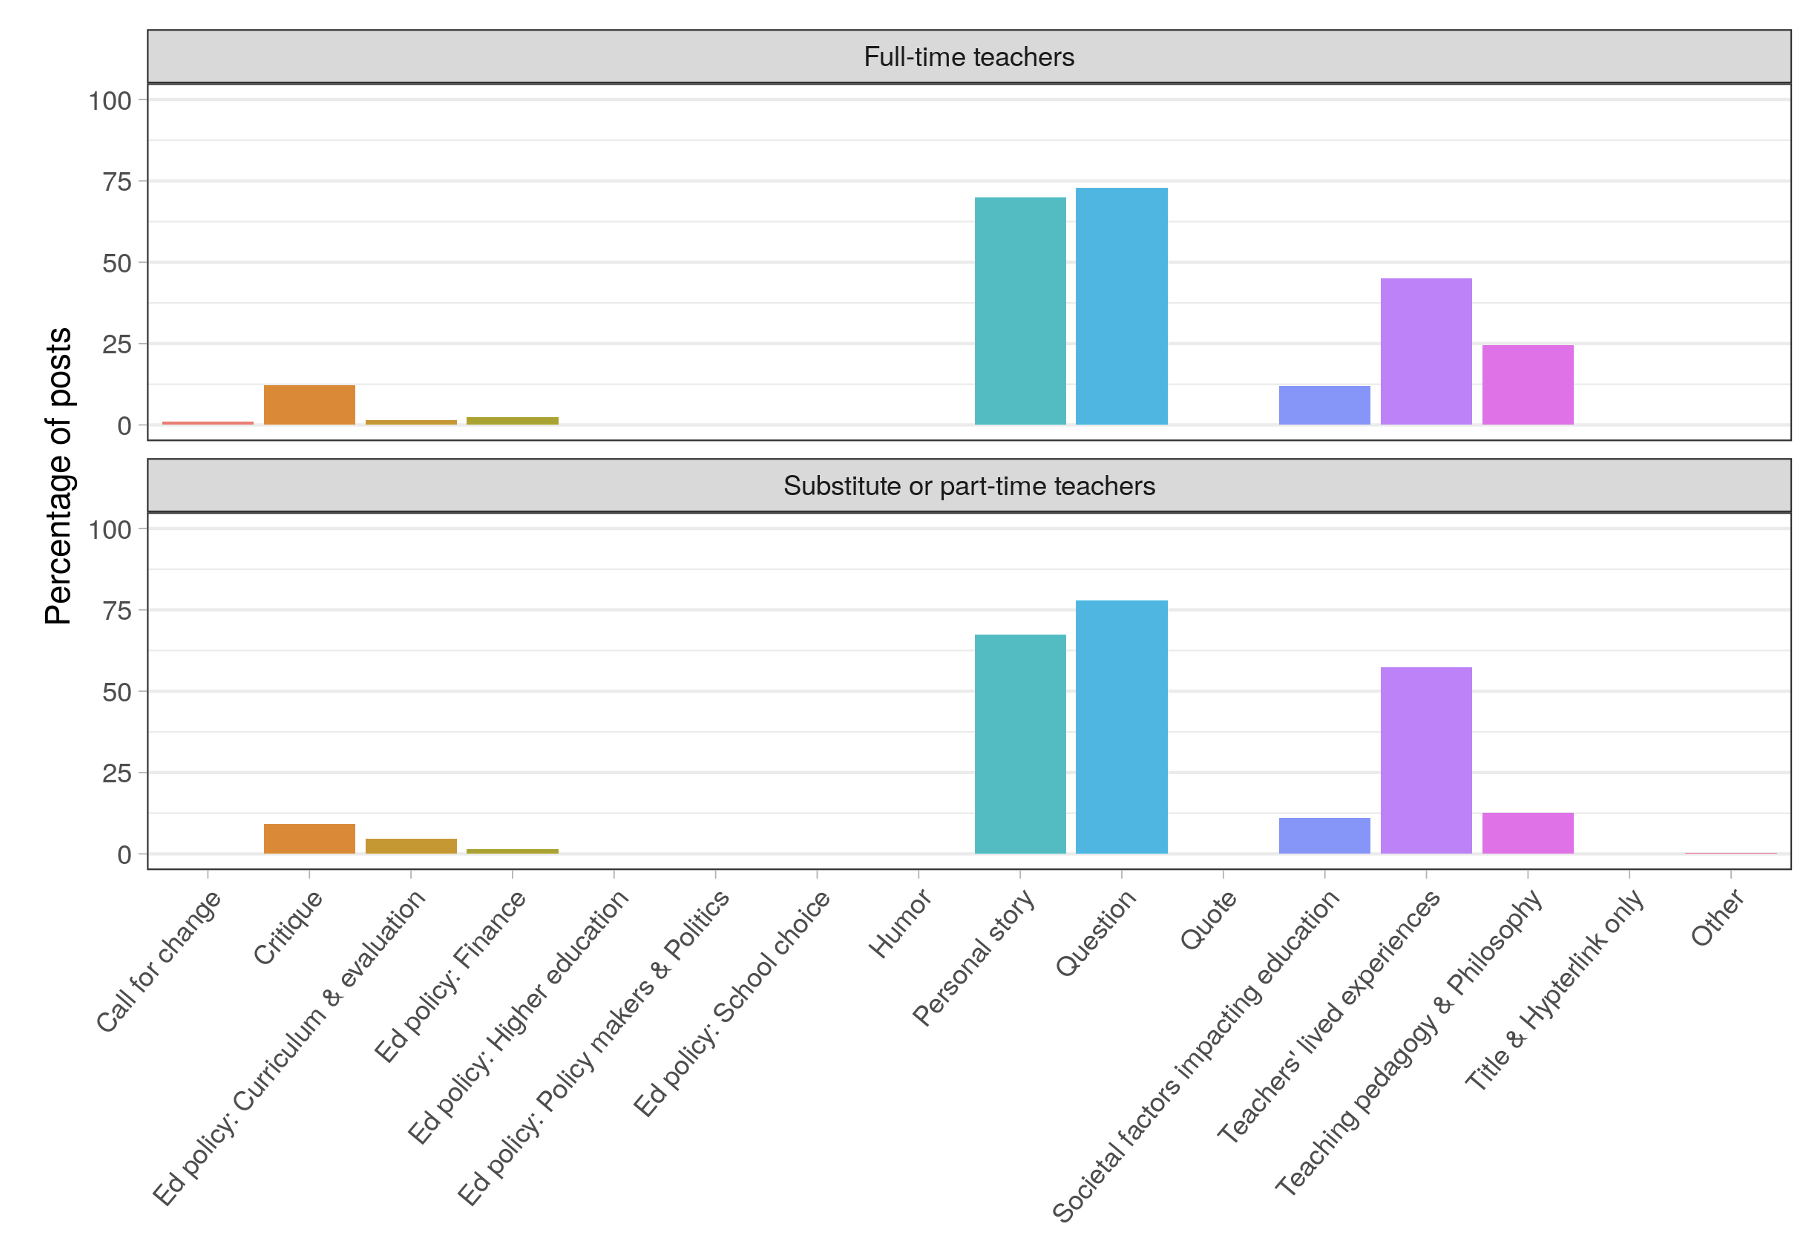 Full-time teachers
100
75
50
25
0
Percentage of posts
Substitute or part-time teachers
100
75
50
25
0
Call for change
Critique
Ed policy: Curriculum & evaluation
Ed policy: Finance
Ed policy: Higher education
Ed policy: Policy makers & Politics
Ed policy: School choice
Humor
Personal story
Question
Quote
Societal factors impacting education
Teachers' lived experiences
Teaching pedagogy & Philosophy
Title & Hypterlink only
Other